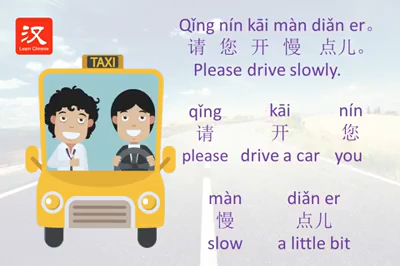 汉
Learn Chinese
TAXI
Qǐng nín kāi màn diǎn er。
请 您 开 慢 点儿。
Please drive slowly.
qǐng kāi nín
请 开 您
please drive a car you
màn diǎn er
慢 点儿
slow a little bit